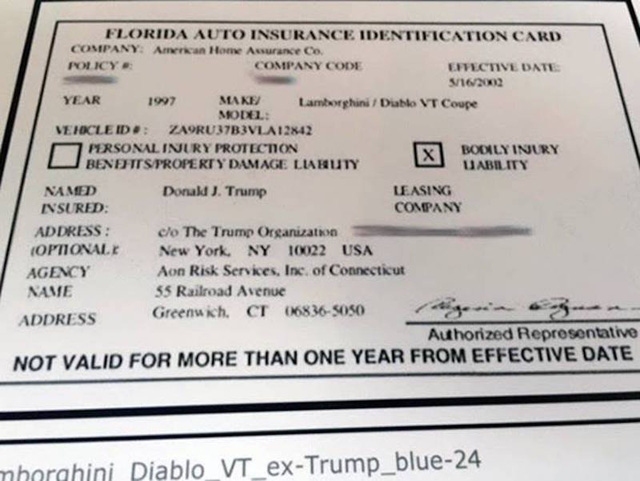 FLORIDA AUTO INSURANCE IDENTIFICATION CARD
COMPANY: American Home Assurance Co.
POLICY #: COMPANY CODE EFFECTIVE DATE:
5/16/2002
YEAR 1997 MAKE/ Lamborghini / Diablo VT Coupe
MODEL:
VEHICLE ID #: ZA9RU37B3VLA12842
PERSONAL INJURY PROTECTION X BODILY INJURY
BENEFITS/PROPERTY DAMAGE LIABILITY LIABILITY
NAMED Donald J. Trump LEASING
INSURED: COMPANY
ADDRESS: c/o The Trump Organization
(OPTIONAL): New York, NY 10022 USA
AGENCY Aon Risk Services, Inc. of Connecticut
NAME 55 Railroad Avenue
ADDRESS Greenwich, CT 06836-5050
Authorized Representative
NOT VALID FOR MORE THAN ONE YEAR FROM EFFECTIVE DATE
mborghini_Diablo_VT_ex-Trump_blue-24